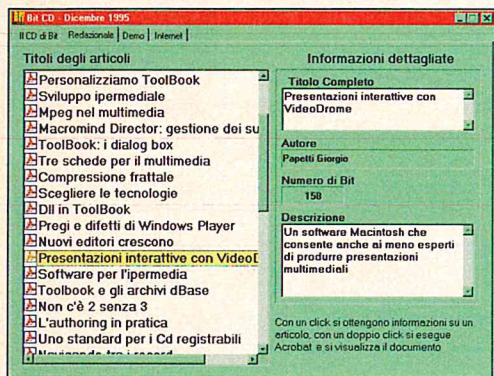 Bit CD - Dicembre 1995
Il CD di Bit Redazionale Demo Internet
Titoli degli articoli
Personalizziamo ToolBook
Sviluppo ipermediale
Mpeg nel multimedia
Macromind Director: gestione dei su
ToolBook: i dialog box
Tre schede per il multimedia
Compressione frattale
Scegliere le tecnologie
Dll in ToolBook
Pregi e difetti di Windows Player
Nuovi editori crescono
Presentazioni interattive con VideoD
Software per l'ipermedia
Toolbook e gli archivi dBase
Non c'è 2 senza 3
L'authoring in pratica
Uno standard per i Cd registrabili
Navigando tra i record
Informazioni dettagliate
Titolo Completo
Presentazioni interattive con
VideoDrome
Autore
Papetti Giorgio
Numero di Bit
158
Descrizione
Un software Macintosh che
consente anche ai meno esperti
di produrre presentazioni
multimediali
Con un click si ottengono informazioni su un
articolo, con un doppio click si esegue
Acrobat e si visualizza il documento